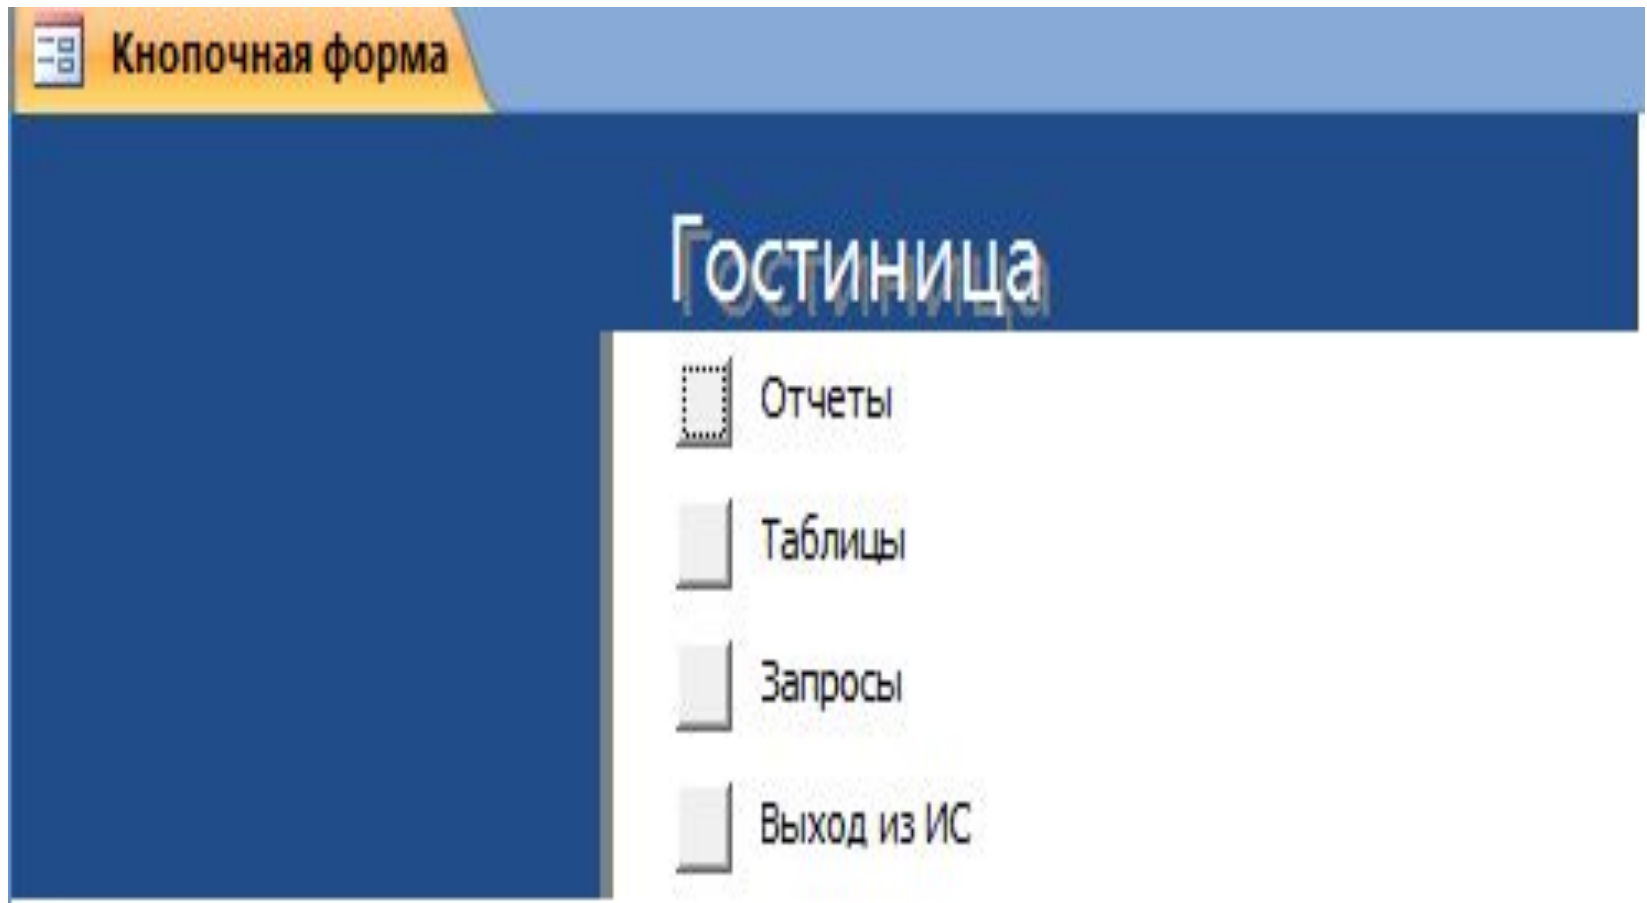 Кнопочная форма
Гостиница
Отчеты
Таблицы
Запросы
Выход из ИС